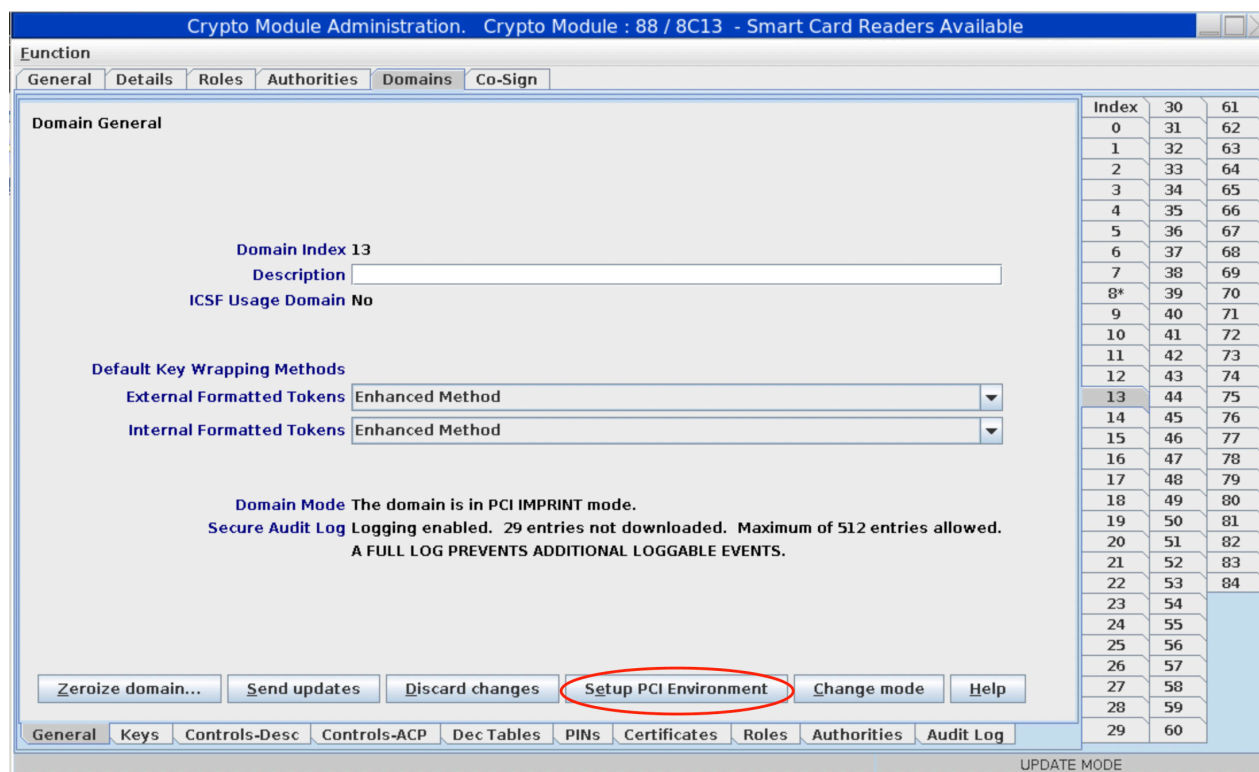 Crypto Module Administration. Crypto Module : 88 / 8C13 - Smart Card Readers Available
Function
General Details Roles Authorities Domains Co-Sign
Domain General
Domain Index 13
Description
ICSF Usage Domain No
Default Key Wrapping Methods
External Formatted Tokens Enhanced Method
Internal Formatted Tokens Enhanced Method
Domain Mode The domain is in PCI IMPRINT mode.
Secure Audit Log Logging enabled. 29 entries not downloaded. Maximum of 512 entries allowed.
A FULL LOG PREVENTS ADDITIONAL LOGGABLE EVENTS.
Zeroize domain... Send updates Discard changes Setup PCI Environment Change mode Help
General Keys Controls-Desc Controls-ACP Dec Tables PINs Certificates Roles Authorities Audit Log
Index 30 61
0 31 62
1 32 63
2 33 64
3 34 65
4 35 66
5 36 67
6 37 68
7 38 69
8* 39 70
9 40 71
10 41 72
11 42 73
12 43 74
13 44 75
14 45 76
15 46 77
16 47 78
17 48 79
18 49 80
19 50 81
20 51 82
21 52 83
22 53 84
23 54
24 55
25 56
26 57
27 58
28 59
29 60
UPDATE MODE